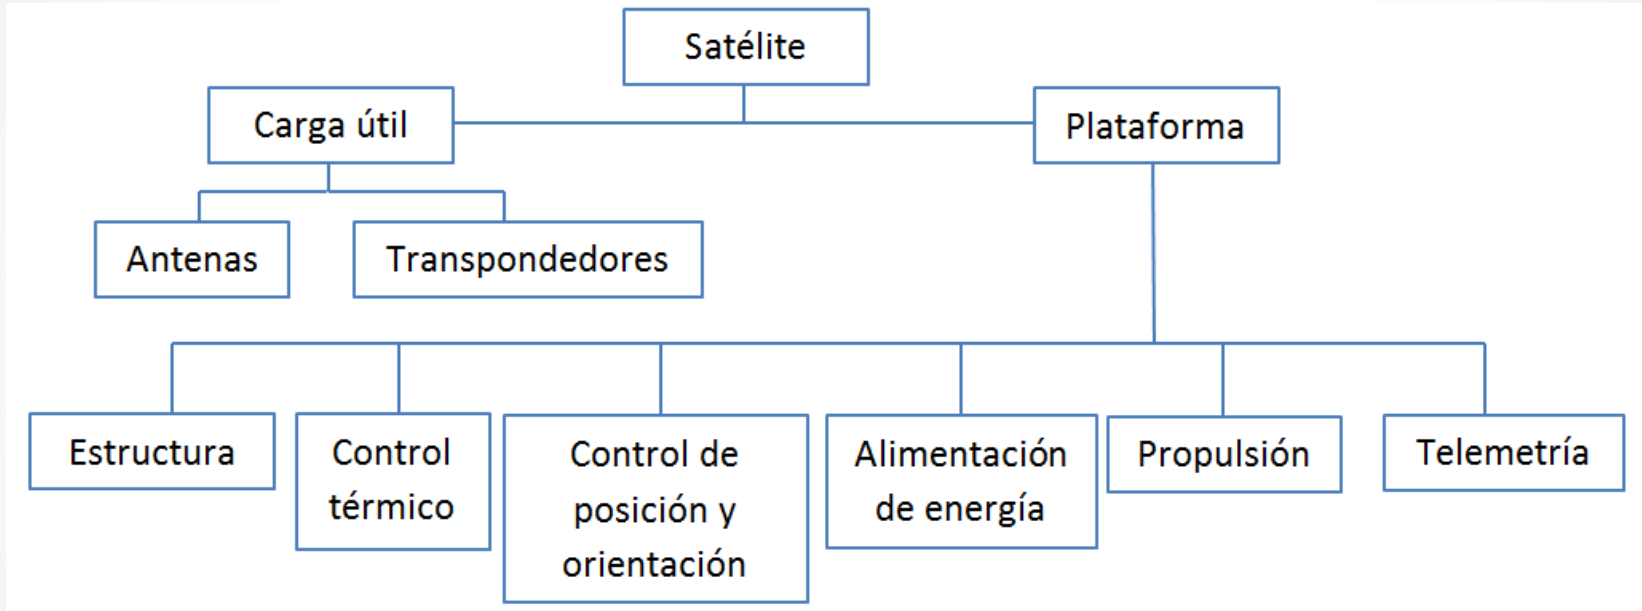 Satélite
Carga útil
Plataforma
Antenas
Transpondedores
Estructura
Control
térmico
Control de
posición y
orientación
Alimentación
de energía
Propulsión
Telemetría